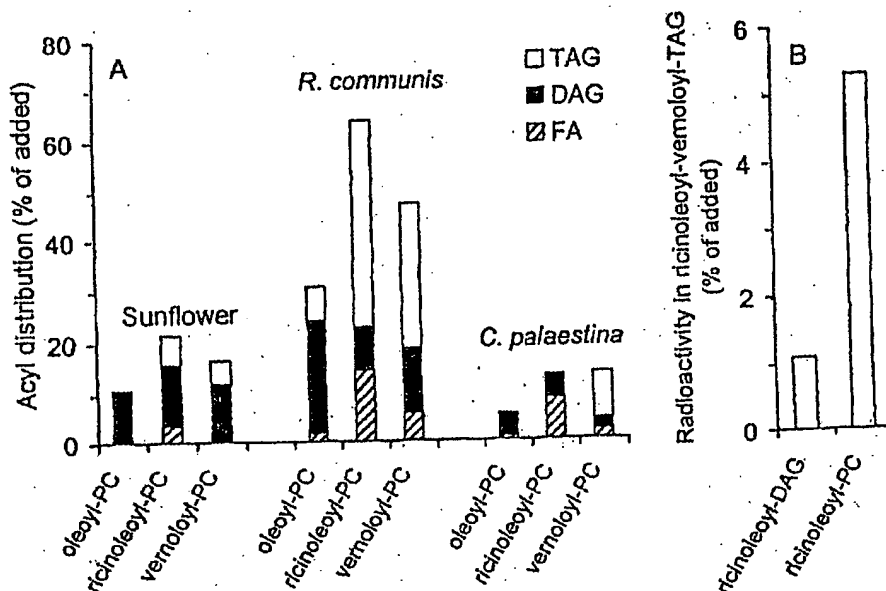 Acyl distribution (% of added)
80
60
40
20
0
A
R. communis
TAG
DAG
FA
Sunflower
C. palaestina
oleoyl-PC
ricinoleoyl-PC
vernoloyl-PC
oleoyl-PC
ricinoleoyl-PC
vernoloyl-PC
oleoyl-PC
ricinoleoyl-PC
vernoloyl-PC
Radioactivity in ricinoleoyl-vernoloyl-TAG
(% of added)
6
4
2
0
B
ricinoleoyl-DAG
ricinoleoyl-PC